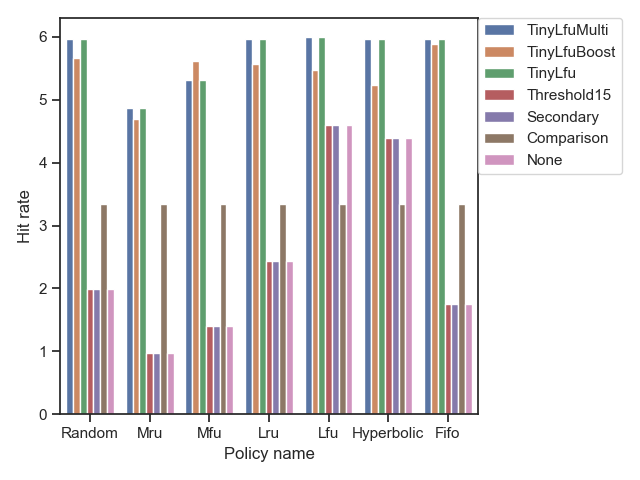 TinyLfuMulti
TinyLfuBoost
TinyLfu
Threshold15
Secondary
Comparison
None
6
5
4
3
2
1
0
Hit rate
Random Mru Mfu Lru Lfu Hyperbolic Fifo
Policy name